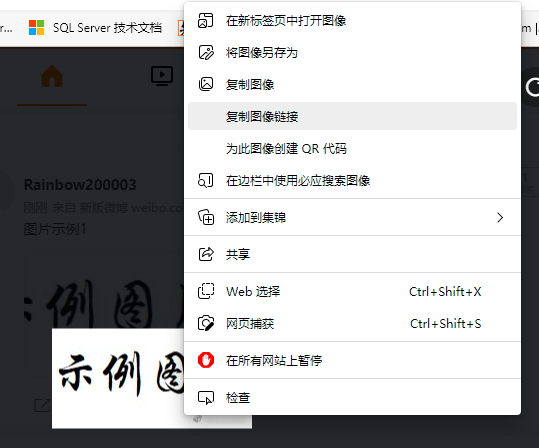 r...
SQL Server 技术文档
m |
Rainbow200003
刚刚 来自 新版微博 weibo.co
图片示例1
示例图
示例图
在新标签页中打开图像
将图像另存为
复制图像
复制图像链接
为此图像创建 QR 代码
在边栏中使用必应搜索图像
添加到集锦
共享
Web 选择 Ctrl+Shift+X
网页捕获 Ctrl+Shift+S
在所有网站上暂停
检查